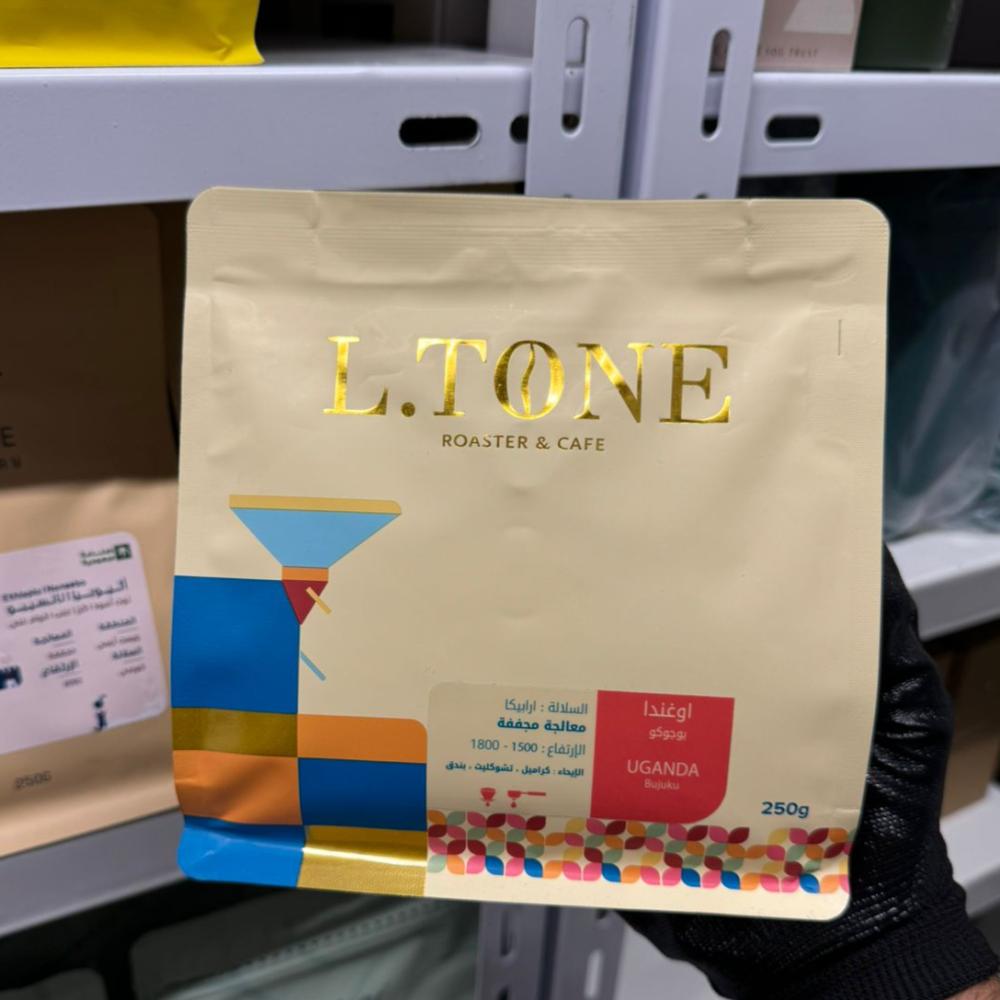 L.TONE
ROASTER & CAFE
السلالة : ارابيكا
معالجة مجففة
الإرتفاع : 1500 - 1800
الإيحاء : كراميل ، تشوكليت ، بندق
اوغندا
بوجوكو
UGANDA
Bujuku
250g
250G